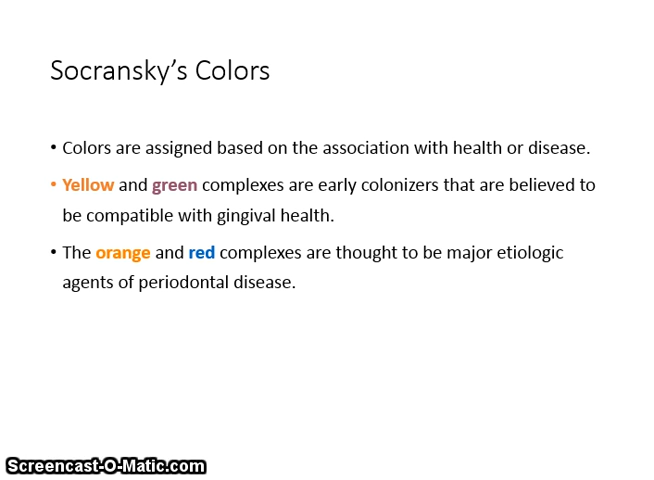 Socransky’s Colors
• Colors are assigned based on the association with health or disease.
• Yellow and green complexes are early colonizers that are believed to
be compatible with gingival health.
• The orange and red complexes are thought to be major etiologic
agents of periodontal disease.
Screencast-O-Matic.com